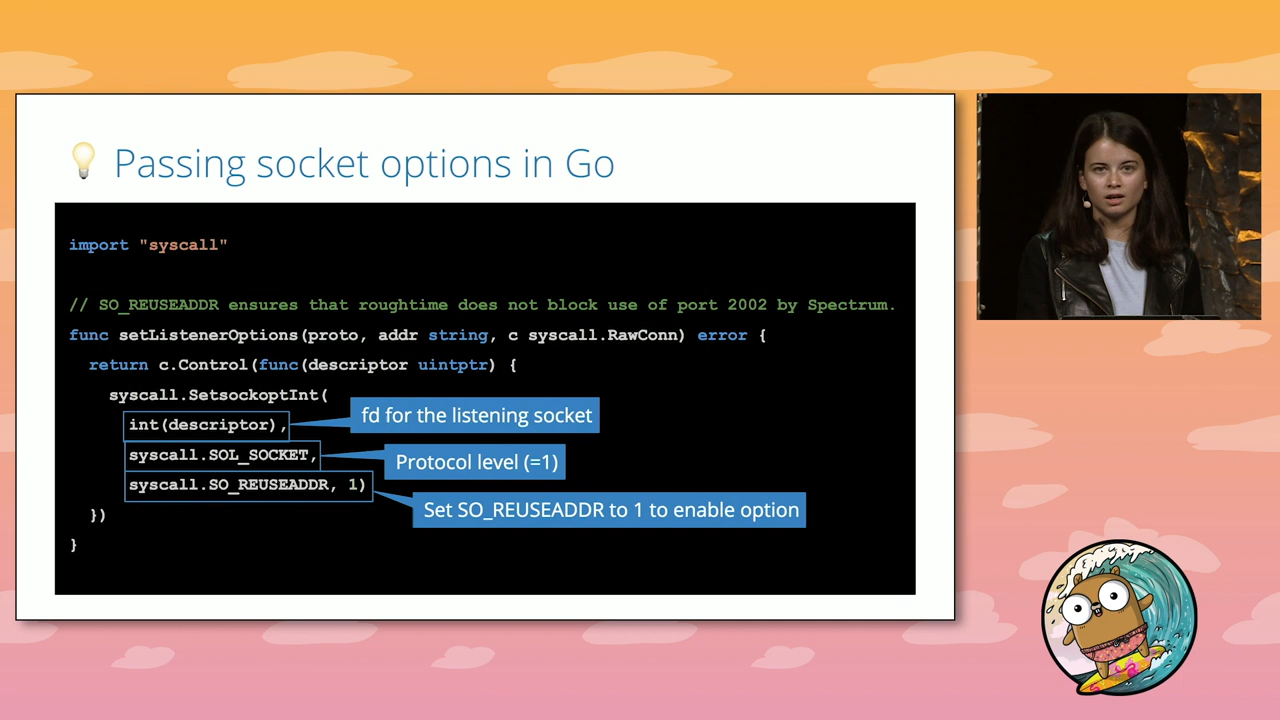 Passing socket options in Go
import "syscall"
// SO_REUSEADDR ensures that roughtime does not block use of port 2002 by Spectrum.
func setListenerOptions(proto, addr string, c syscall.RawConn) error {
return c.Control(func(descriptor uintptr) {
syscall.SetsockoptInt(
int(descriptor),
fd for the listening socket
syscall.SOL_SOCKET,
Protocol level (=1)
syscall.SO_REUSEADDR, 1)
Set SO_REUSEADDR to 1 to enable option
})
}